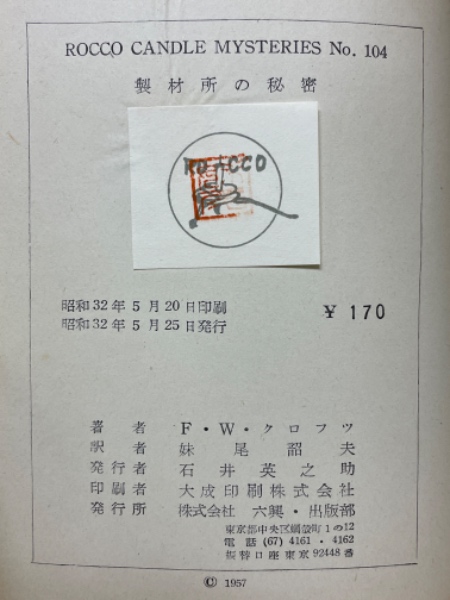 ROCCO CANDLE MYSTERIES No. 104
製材所の秘密
ROCCO
昭和32年5月20日印刷
昭和32年5月25日発行
¥ 170
著者 F・W・クロフツ
訳者 妹尾韶夫
発行者 石井英之助
印刷者 大成印刷株式会社
発行所 株式会社 六興・出版部
東京都中央区蠣殻町1の12
電話 (67) 4161・4162
振替口座東京92448番
© 1957